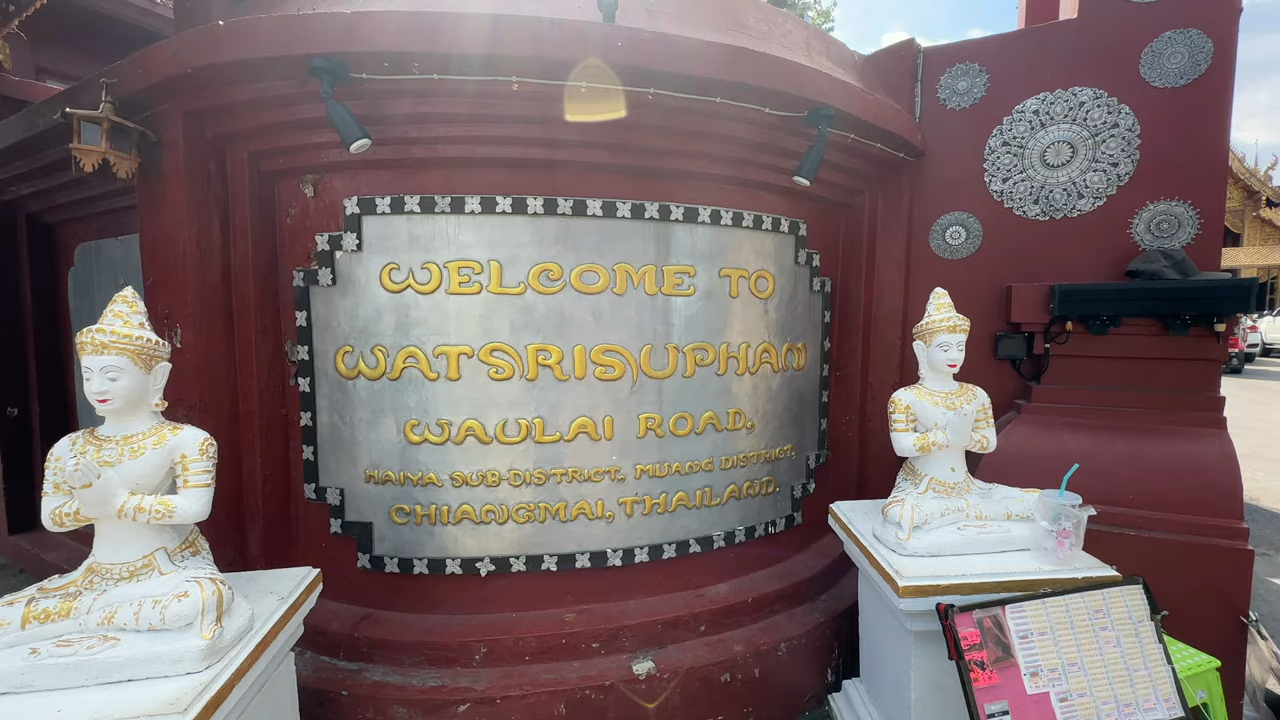 WELCOME TO
WATSRISUPHAN
WAULAI ROAD,
HAIYA SUB-DISTRICT, MUANG DISTRICT,
CHIANGMAI, THAILAND.